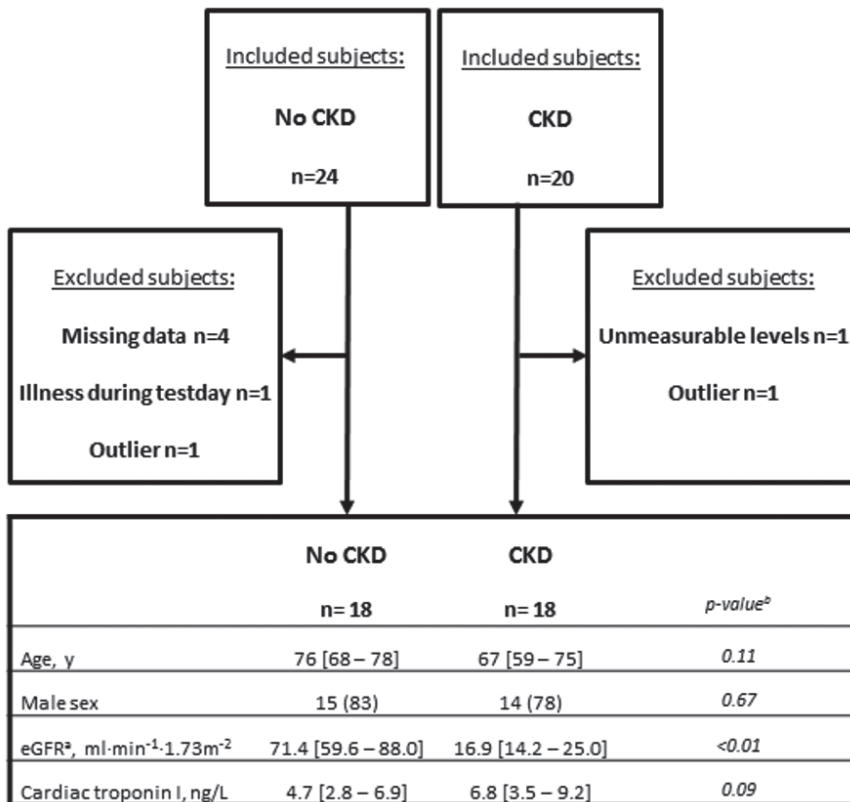 Included subjects:
No CKD
n=24
Included subjects:
CKD
n=20
Excluded subjects:
Missing data n=4
Illness during testday n=1
Outlier n=1
Excluded subjects:
Unmeasurable levels n=1
Outlier n=1
No CKD CKD
n= 18 n= 18 p-valueᵇ
Age, y 76 [68 – 78] 67 [59 – 75] 0.11
Male sex 15 (83) 14 (78) 0.67
eGFRᵃ, ml·min⁻¹·1.73m⁻² 71.4 [59.6 – 88.0] 16.9 [14.2 – 25.0] <0.01
Cardiac troponin I, ng/L 4.7 [2.8 – 6.9] 6.8 [3.5 – 9.2] 0.09